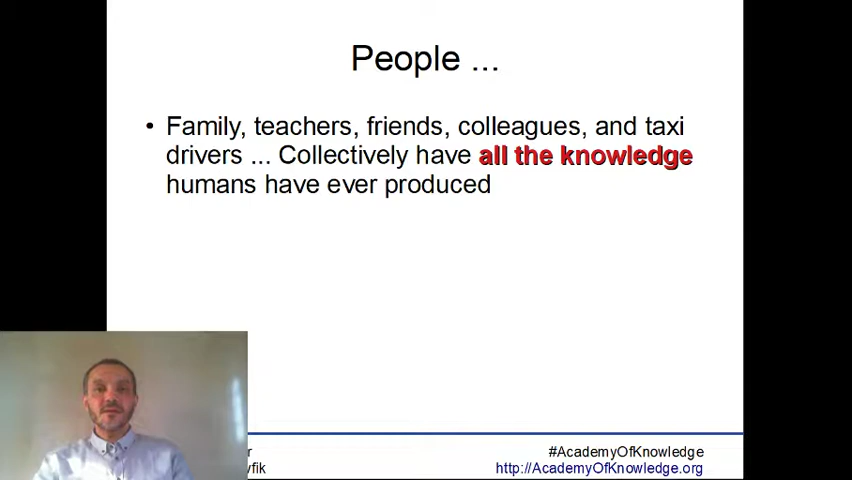 People ...
• Family, teachers, friends, colleagues, and taxi
drivers ... Collectively have all the knowledge
humans have ever produced
#AcademyOfKnowledge
http://AcademyOfKnowledge.org